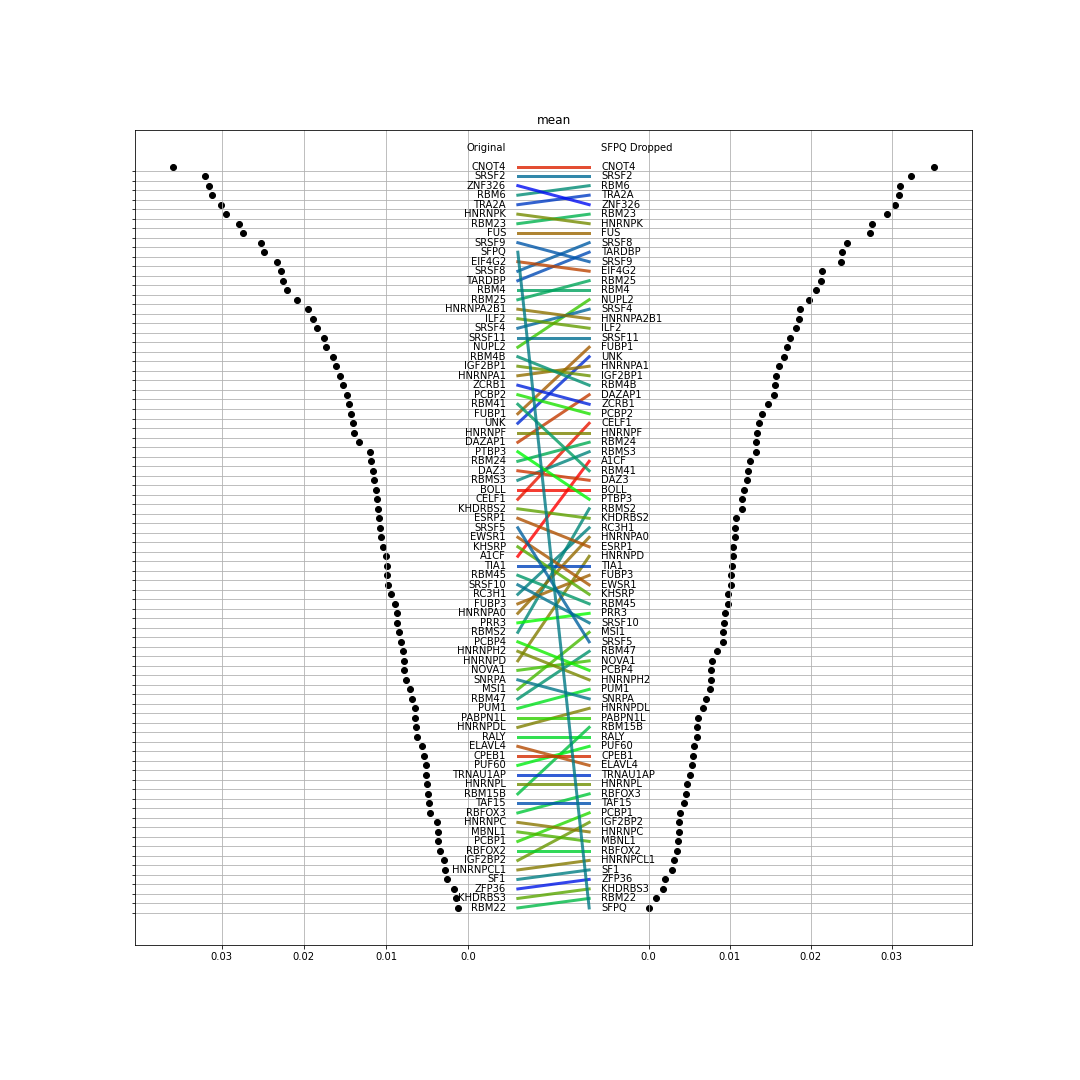 mean
Original SFPQ Dropped
CNOT4 CNOT4
SRSF2 SRSF2
ZNF326 RBM6
RBM6 TRA2A
TRA2A ZNF326
HNRNPK RBM23
RBM23 HNRNPK
FUS FUS
SRSF9 SRSF8
SFPQ TARDBP
EIF4G2 SRSF9
SRSF8 EIF4G2
TARDBP RBM25
RBM4 RBM4
RBM25 NUPL2
HNRNPA2B1 SRSF4
ILF2 HNRNPA2B1
SRSF4 ILF2
SRSF11 SRSF11
NUPL2 FUBP1
RBM4B UNK
IGF2BP1 HNRNPA1
HNRNPA1 IGF2BP1
ZCRB1 RBM4B
PCBP2 DAZAP1
RBM41 ZCRB1
FUBP1 PCBP2
UNK CELF1
HNRNPF HNRNPF
DAZAP1 RBM24
PTBP3 RBMS3
RBM24 A1CF
DAZ3 RBM41
RBMS3 DAZ3
BOLL BOLL
CELF1 PTBP3
KHDRBS2 RBMS2
ESRP1 KHDRBS2
SRSF5 RC3H1
EWSR1 HNRNPA0
KHSRP ESRP1
A1CF HNRNPD
TIA1 TIA1
RBM45 FUBP3
SRSF10 EWSR1
RC3H1 KHSRP
FUBP3 RBM45
HNRNPA0 PRR3
PRR3 SRSF10
RBMS2 MSI1
PCBP4 SRSF5
HNRNPH2 RBM47
HNRNPD NOVA1
NOVA1 PCBP4
SNRPA HNRNPH2
MSI1 PUM1
RBM47 SNRPA
PUM1 HNRNPDL
PABPN1L PABPN1L
HNRNPDL RBM15B
RALY RALY
ELAVL4 PUF60
CPEB1 CPEB1
PUF60 ELAVL4
TRNAU1AP TRNAU1AP
HNRNPL HNRNPL
RBM15B RBFOX3
TAF15 TAF15
RBFOX3 PCBP1
HNRNPC IGF2BP2
MBNL1 HNRNPC
PCBP1 MBNL1
RBFOX2 RBFOX2
IGF2BP2 HNRNPCL1
HNRNPCL1 SF1
SF1 ZFP36
ZFP36 KHDRBS3
KHDRBS3 RBM22
RBM22 SFPQ
0.03 0.02 0.01 0.0 0.0 0.01 0.02 0.03